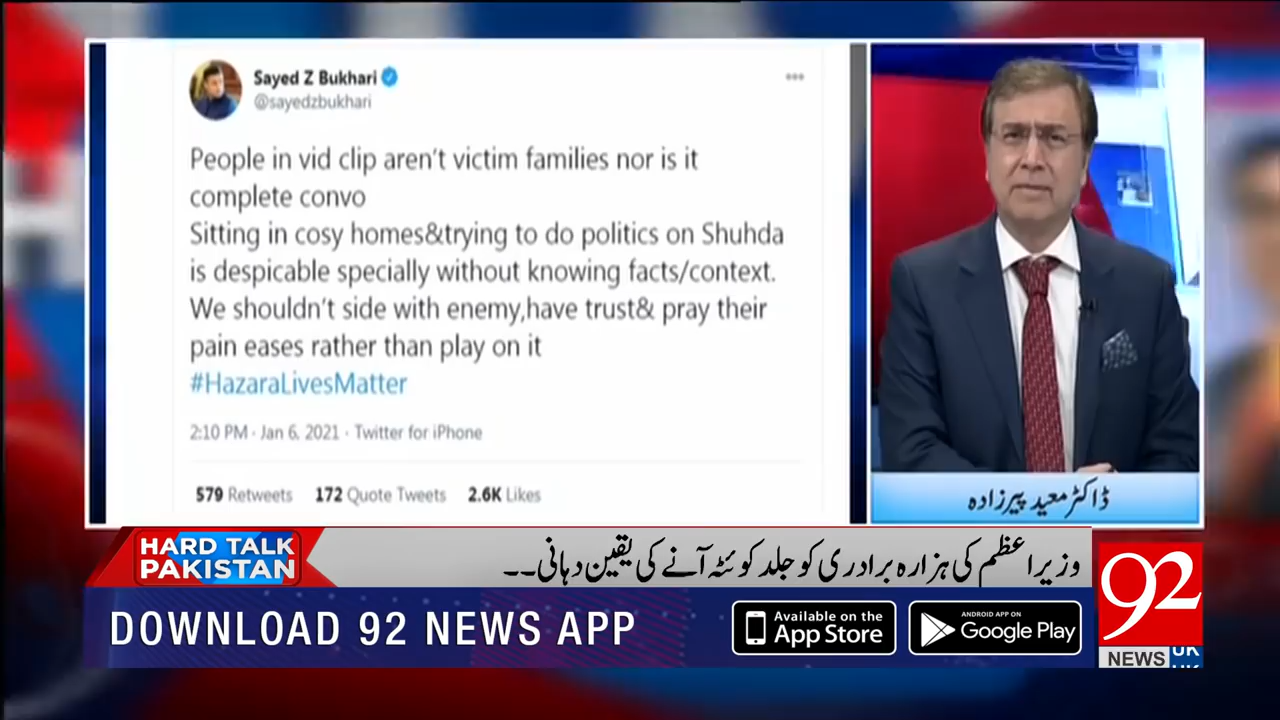 Sayed Z Bukhari
@sayedzbukhari
People in vid clip aren't victim families nor is it
complete convo
Sitting in cosy homes&trying to do politics on Shuhda
is despicable specially without knowing facts/context.
We shouldn't side with enemy,have trust& pray their
pain eases rather than play on it
#HazaraLivesMatter
2:10 PM · Jan 6, 2021 · Twitter for iPhone
579 Retweets 172 Quote Tweets 2.6K Likes
ڈاکٹر معید پیرزادہ
HARD TALK
PAKISTAN
وزیراعظم کی ہزارہ برادری کو جلد کوئٹہ آنے کی یقین دہانی۔۔
DOWNLOAD 92 NEWS APP
Available on the
App Store
ANDROID APP ON
Google Play
92
NEWS UK